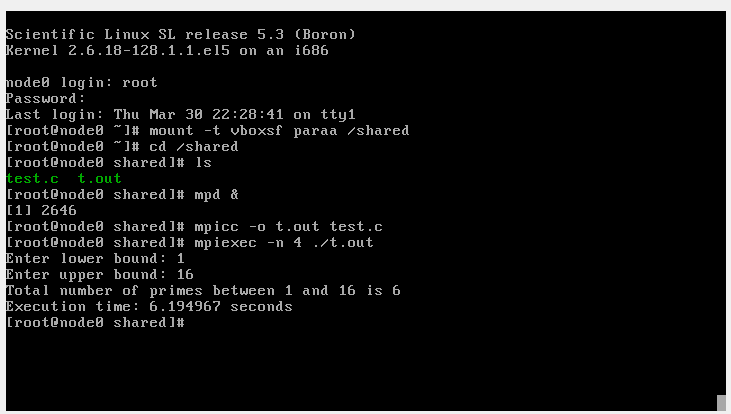 Scientific Linux SL release 5.3 (Boron)
Kernel 2.6.18-128.1.1.el5 on an i686
node0 login: root
Password:
Last login: Thu Mar 30 22:28:41 on tty1
[root@node0 ~]# mount -t vboxsf paraa /shared
[root@node0 ~]# cd /shared
[root@node0 shared]# ls
test.c  t.out
[root@node0 shared]# mpd &
[1] 2646
[root@node0 shared]# mpicc -o t.out test.c
[root@node0 shared]# mpiexec -n 4 ./t.out
Enter lower bound: 1
Enter upper bound: 16
Total number of primes between 1 and 16 is 6
Execution time: 6.194967 seconds
[root@node0 shared]#